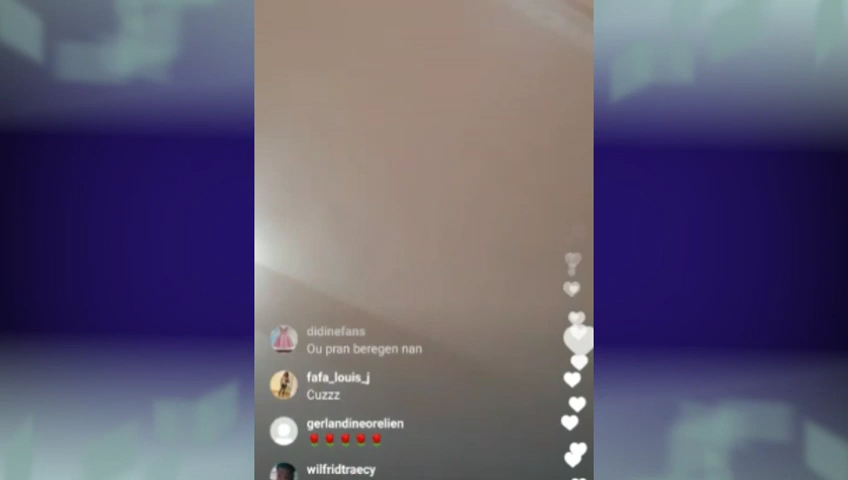 didinefans
Ou pran beregen nan
fafa_louis_j
Cuzzz
gerlandineorelien
🌹🌹🌹🌹🌹
wilfridtraecy